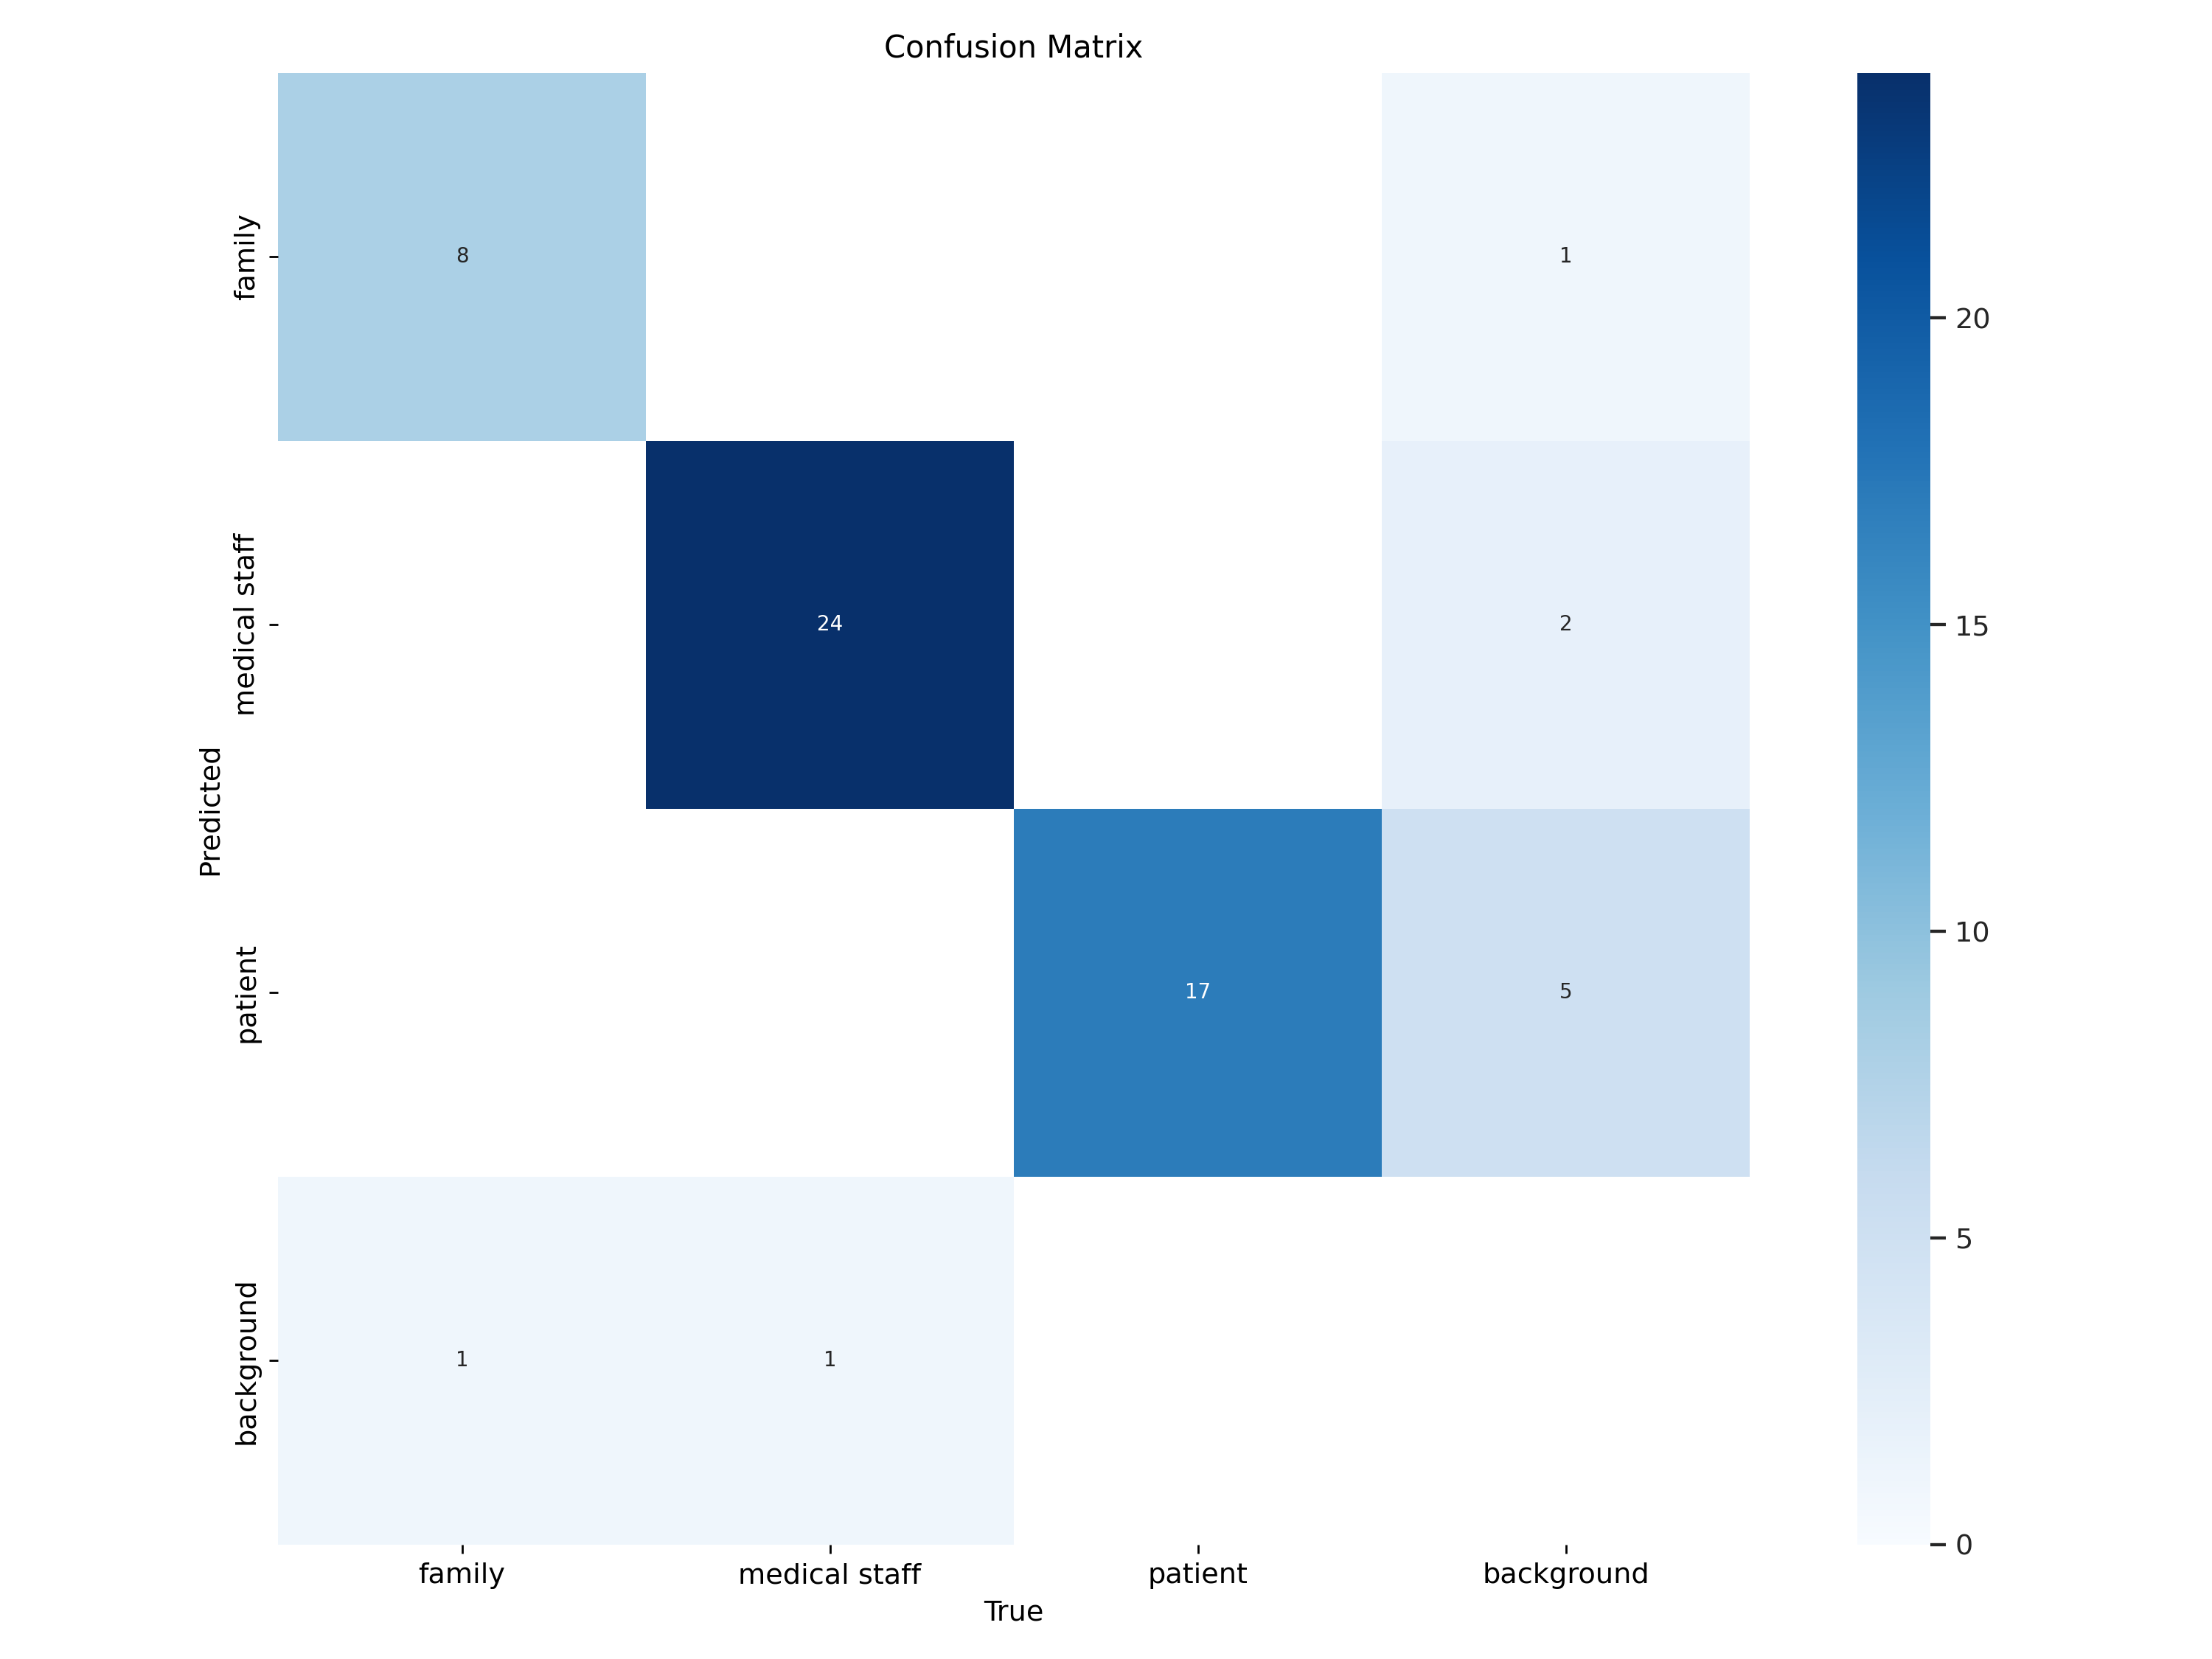 Confusion Matrix
family
8
1
medical staff
24
2
Predicted
patient
17
5
background
1
1
family
medical staff
patient
background
True
20
15
10
5
0